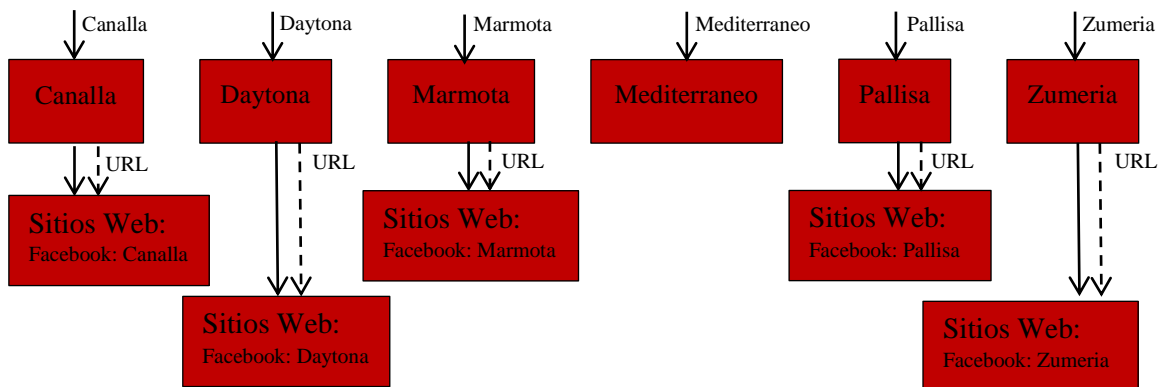 Canalla
Daytona
Marmota
Mediterraneo
Pallisa
Zumeria
Canalla
Daytona
Marmota
Mediterraneo
Pallisa
Zumeria
URL
URL
URL
URL
URL
Sitios Web:
Facebook: Canalla
Sitios Web:
Facebook: Marmota
Sitios Web:
Facebook: Pallisa
Sitios Web:
Facebook: Daytona
Sitios Web:
Facebook: Zumeria